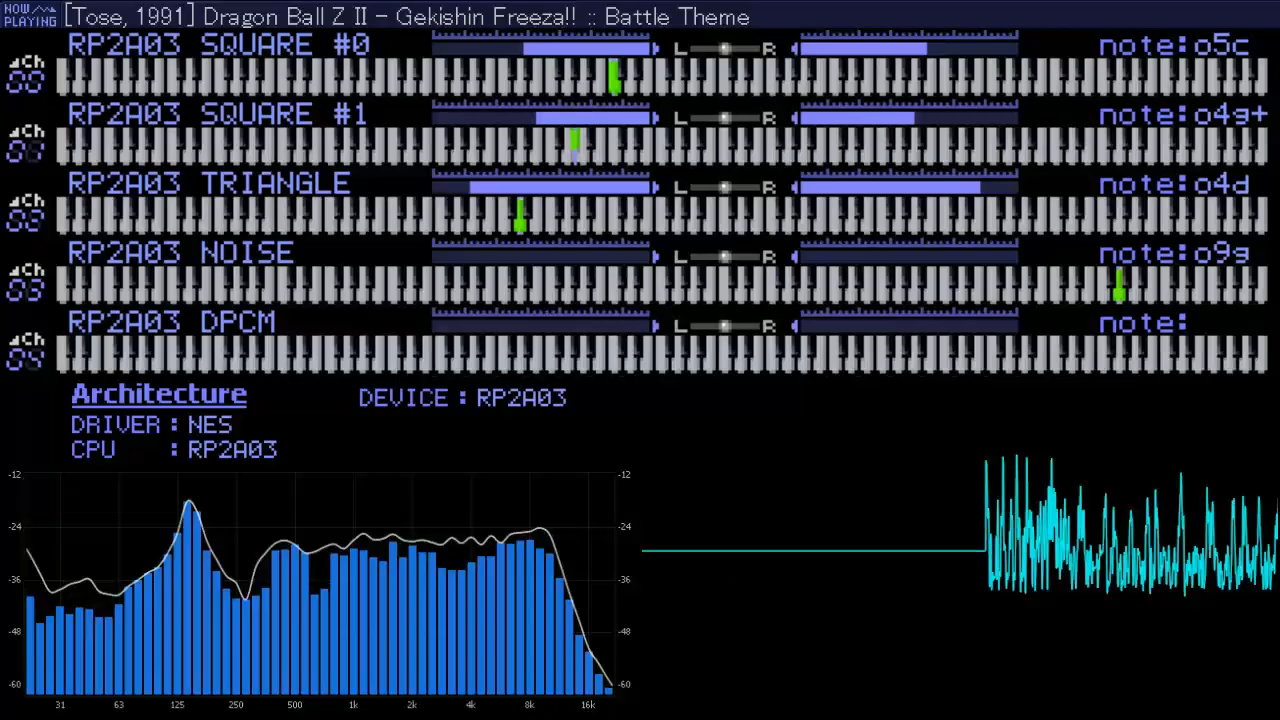 NOW PLAYING [Tose, 1991] Dragon Ball Z II – Gekishin Freeza!! :: Battle Theme
RP2A03 SQUARE #0 L R note:o5c
Ch 00
RP2A03 SQUARE #1 L R note:o4g+
Ch 01
RP2A03 TRIANGLE L R note:o4d
Ch 02
RP2A03 NOISE L R note:o9g
Ch 03
RP2A03 DPCM L R note:
Ch 04
Architecture DEVICE : RP2A03
DRIVER : NES
CPU : RP2A03
-12 -12
-24 -24
-36 -36
-48 -48
-60 -60
31 63 125 250 500 1k 2k 4k 8k 16k